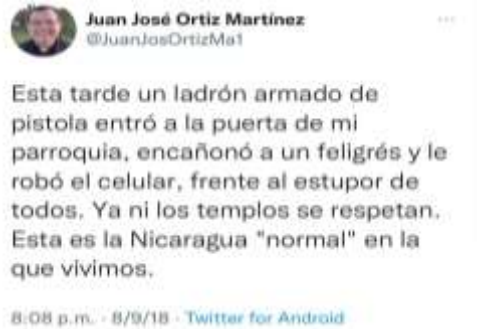 Juan José Ortiz Martínez
@JuanJosOrtizMa1
Esta tarde un ladrón armado de
pistola entró a la puerta de mi
parroquia, encañonó a un feligrés y le
robó el celular, frente al estupor de
todos. Ya ni los templos se respetan.
Esta es la Nicaragua "normal" en la
que vivimos.
8:08 p.m. · 8/9/18 · Twitter for Android